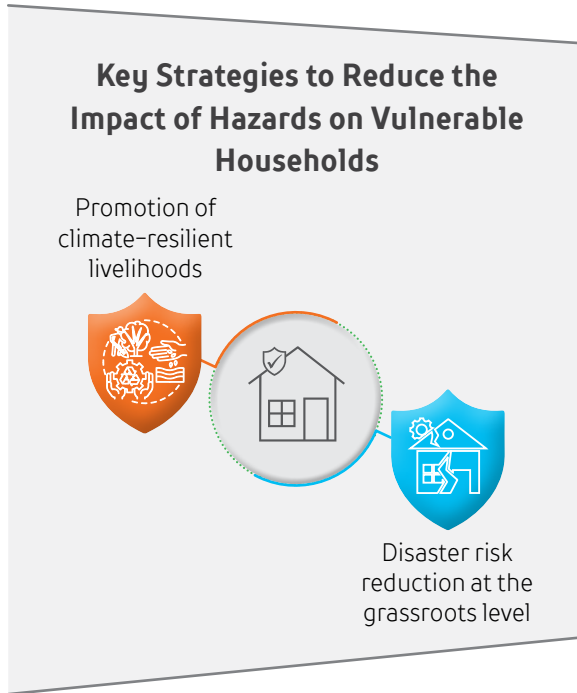 Key Strategies to Reduce the
Impact of Hazards on Vulnerable
Households
Promotion of
climate-resilient
livelihoods
Disaster risk
reduction at the
grassroots level